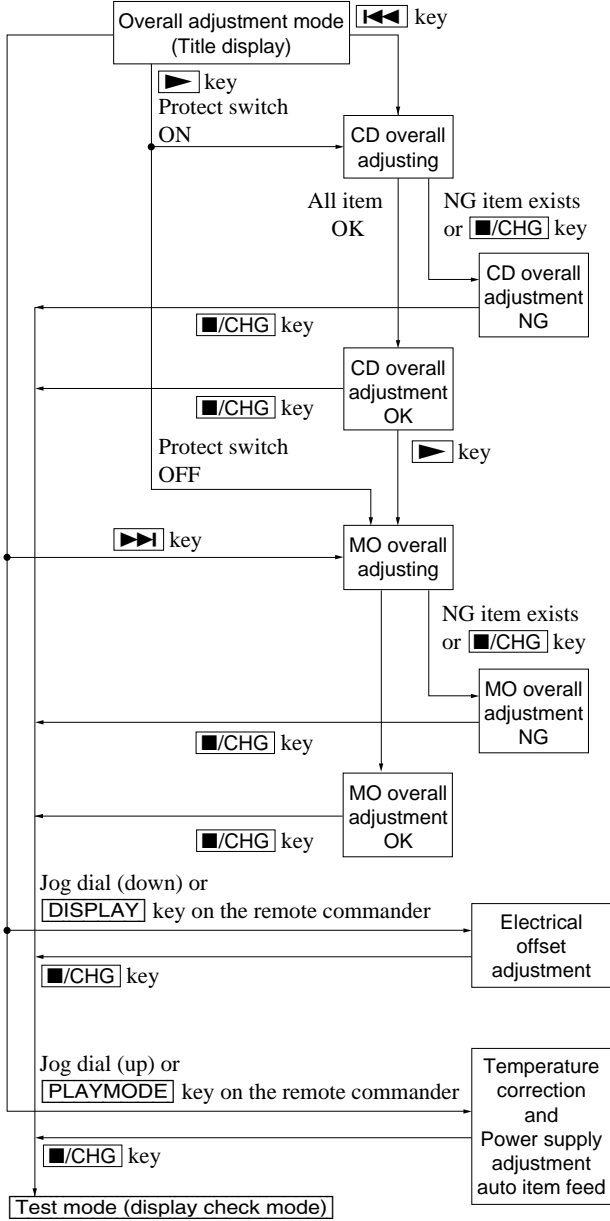 Overall adjustment mode
(Title display)
⏮ key
▶ key
Protect switch
ON
CD overall
adjusting
All item
OK
NG item exists
or ■/CHG key
CD overall
adjustment
NG
■/CHG key
CD overall
adjustment
OK
■/CHG key
Protect switch
OFF
▶ key
⏭ key
MO overall
adjusting
NG item exists
or ■/CHG key
MO overall
adjustment
NG
■/CHG key
MO overall
adjustment
OK
■/CHG key
Jog dial (down) or
DISPLAY key on the remote commander
Electrical
offset
adjustment
■/CHG key
Jog dial (up) or
PLAYMODE key on the remote commander
Temperature
correction
and
Power supply
adjustment
auto item feed
■/CHG key
Test mode (display check mode)